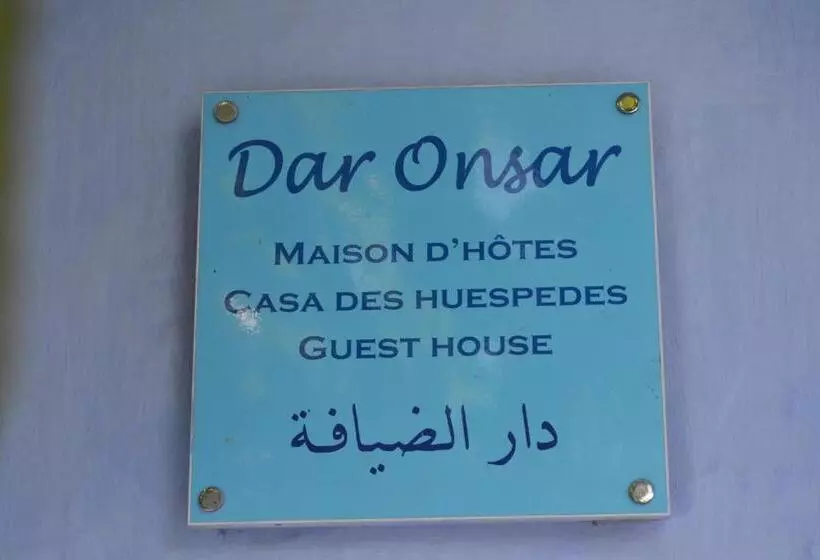 Dar Onsar
MAISON D'HÔTES
CASA DES HUESPEDES
GUEST HOUSE
دار الضيافة